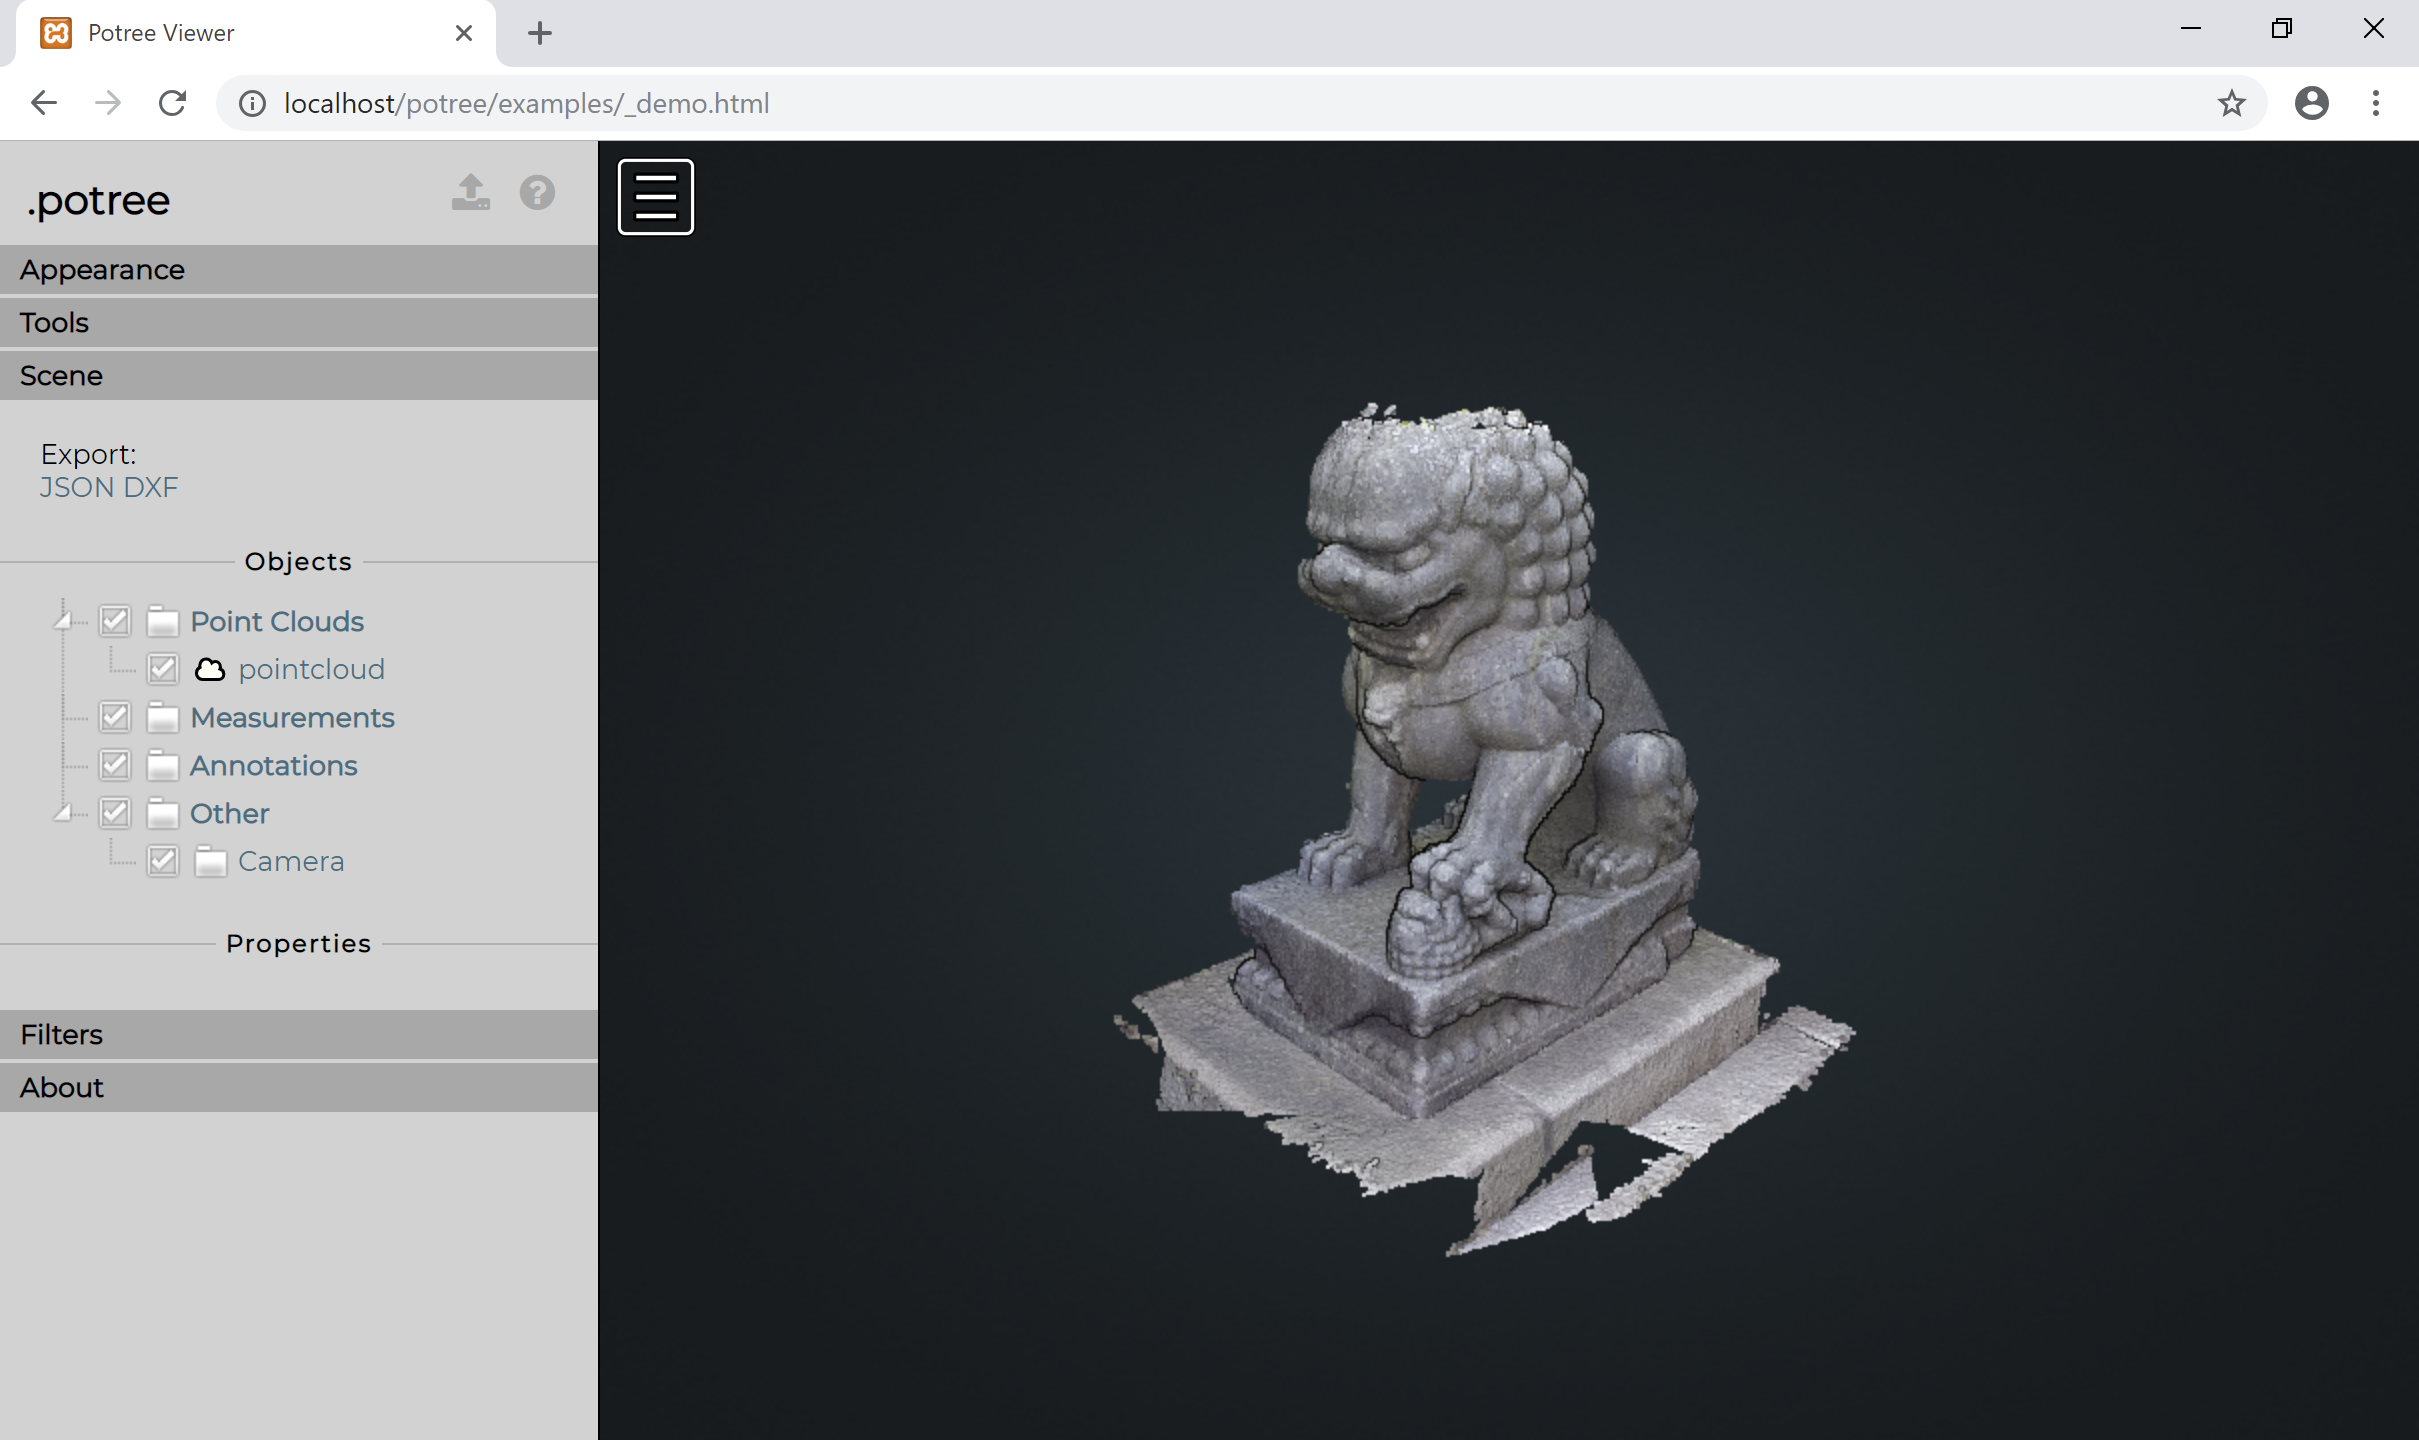 Potree Viewer
localhost/potree/examples/_demo.html
.potree
Appearance
Tools
Scene
Export:
JSON DXF
Objects
Point Clouds
pointcloud
Measurements
Annotations
Other
Camera
Properties
Filters
About